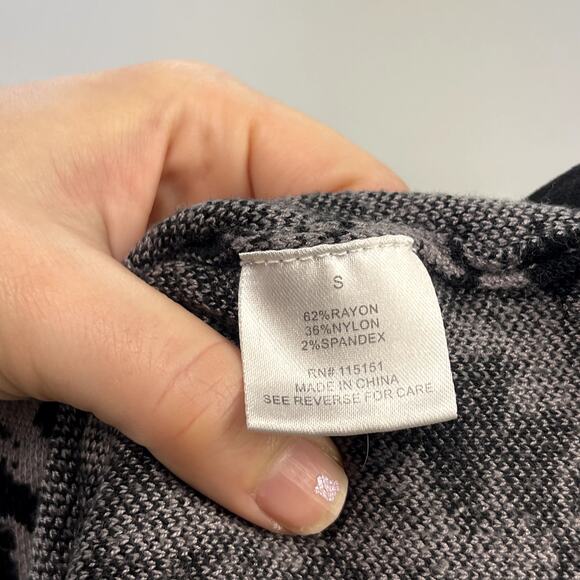 S
62%RAYON
36%NYLON
2%SPANDEX
RN# 115151
MADE IN CHINA
SEE REVERSE FOR CARE